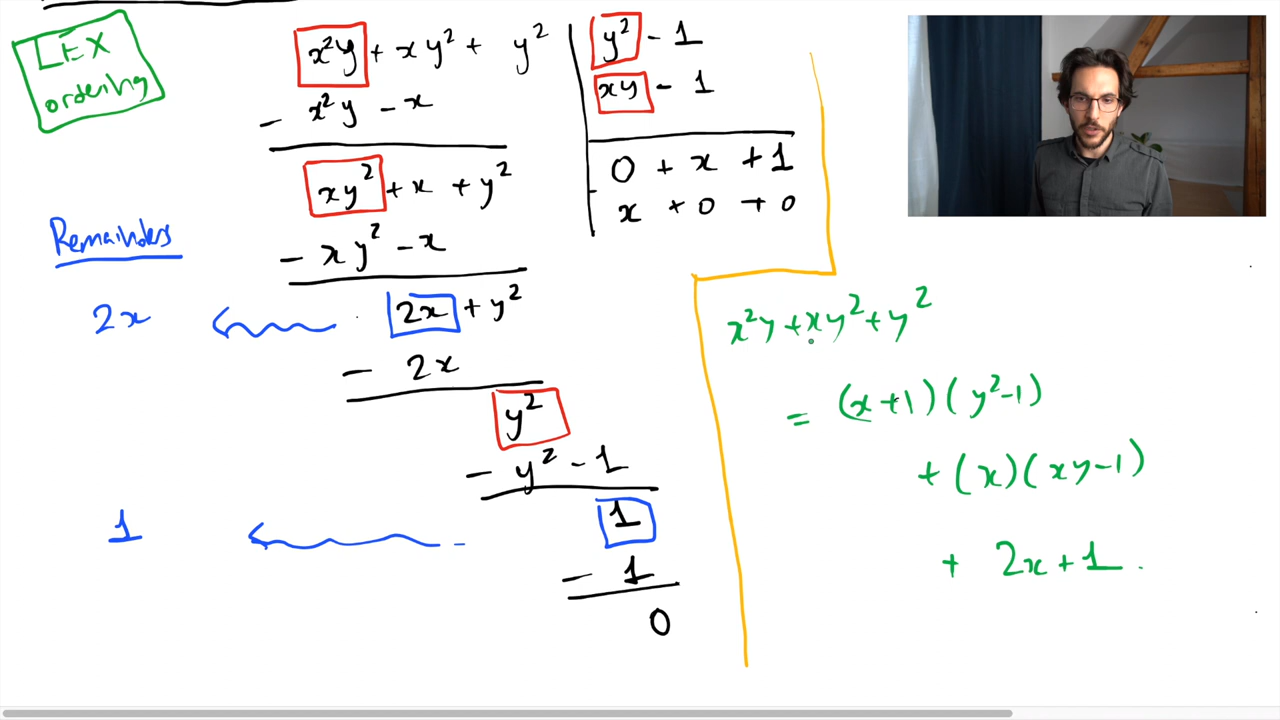 LEX
ordering
x²y + xy² + y²
- x²y - x
xy² + x + y²
- xy² - x
2x + y²
- 2x
y²
- y² - 1
1
- 1
0
y² - 1
xy - 1
0 + x + 1
x + 0 + 0
Remainders
2x
1
x²y + xy² + y²
= (x+1)(y²-1)
+ (x)(xy-1)
+ 2x + 1.